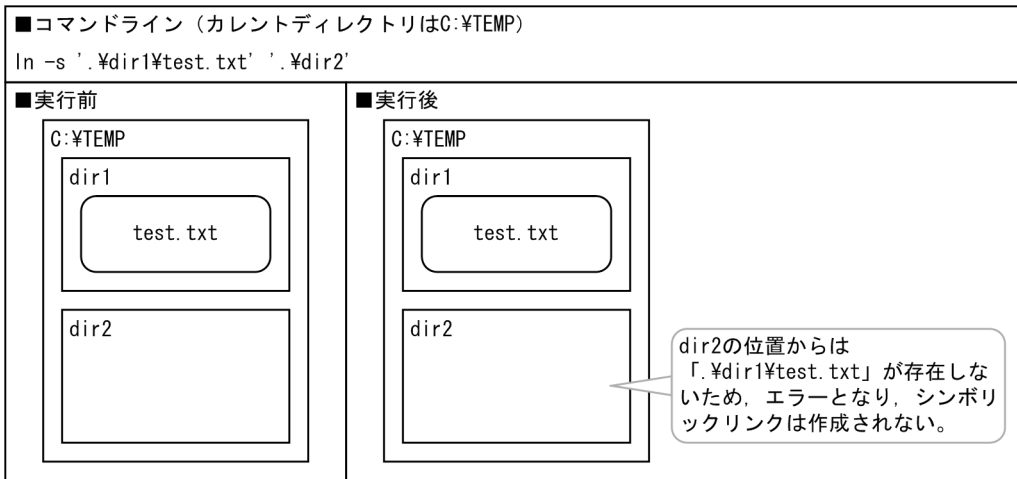 ■コマンドライン（カレントディレクトリはC:¥TEMP）
ln -s '.¥dir1¥test.txt' '.¥dir2'
■実行前
C:¥TEMP
dir1
test.txt
dir2
■実行後
C:¥TEMP
dir1
test.txt
dir2
dir2の位置からは
「.¥dir1¥test.txt」が存在しな
いため，エラーとなり，シンボリ
ックリンクは作成されない。